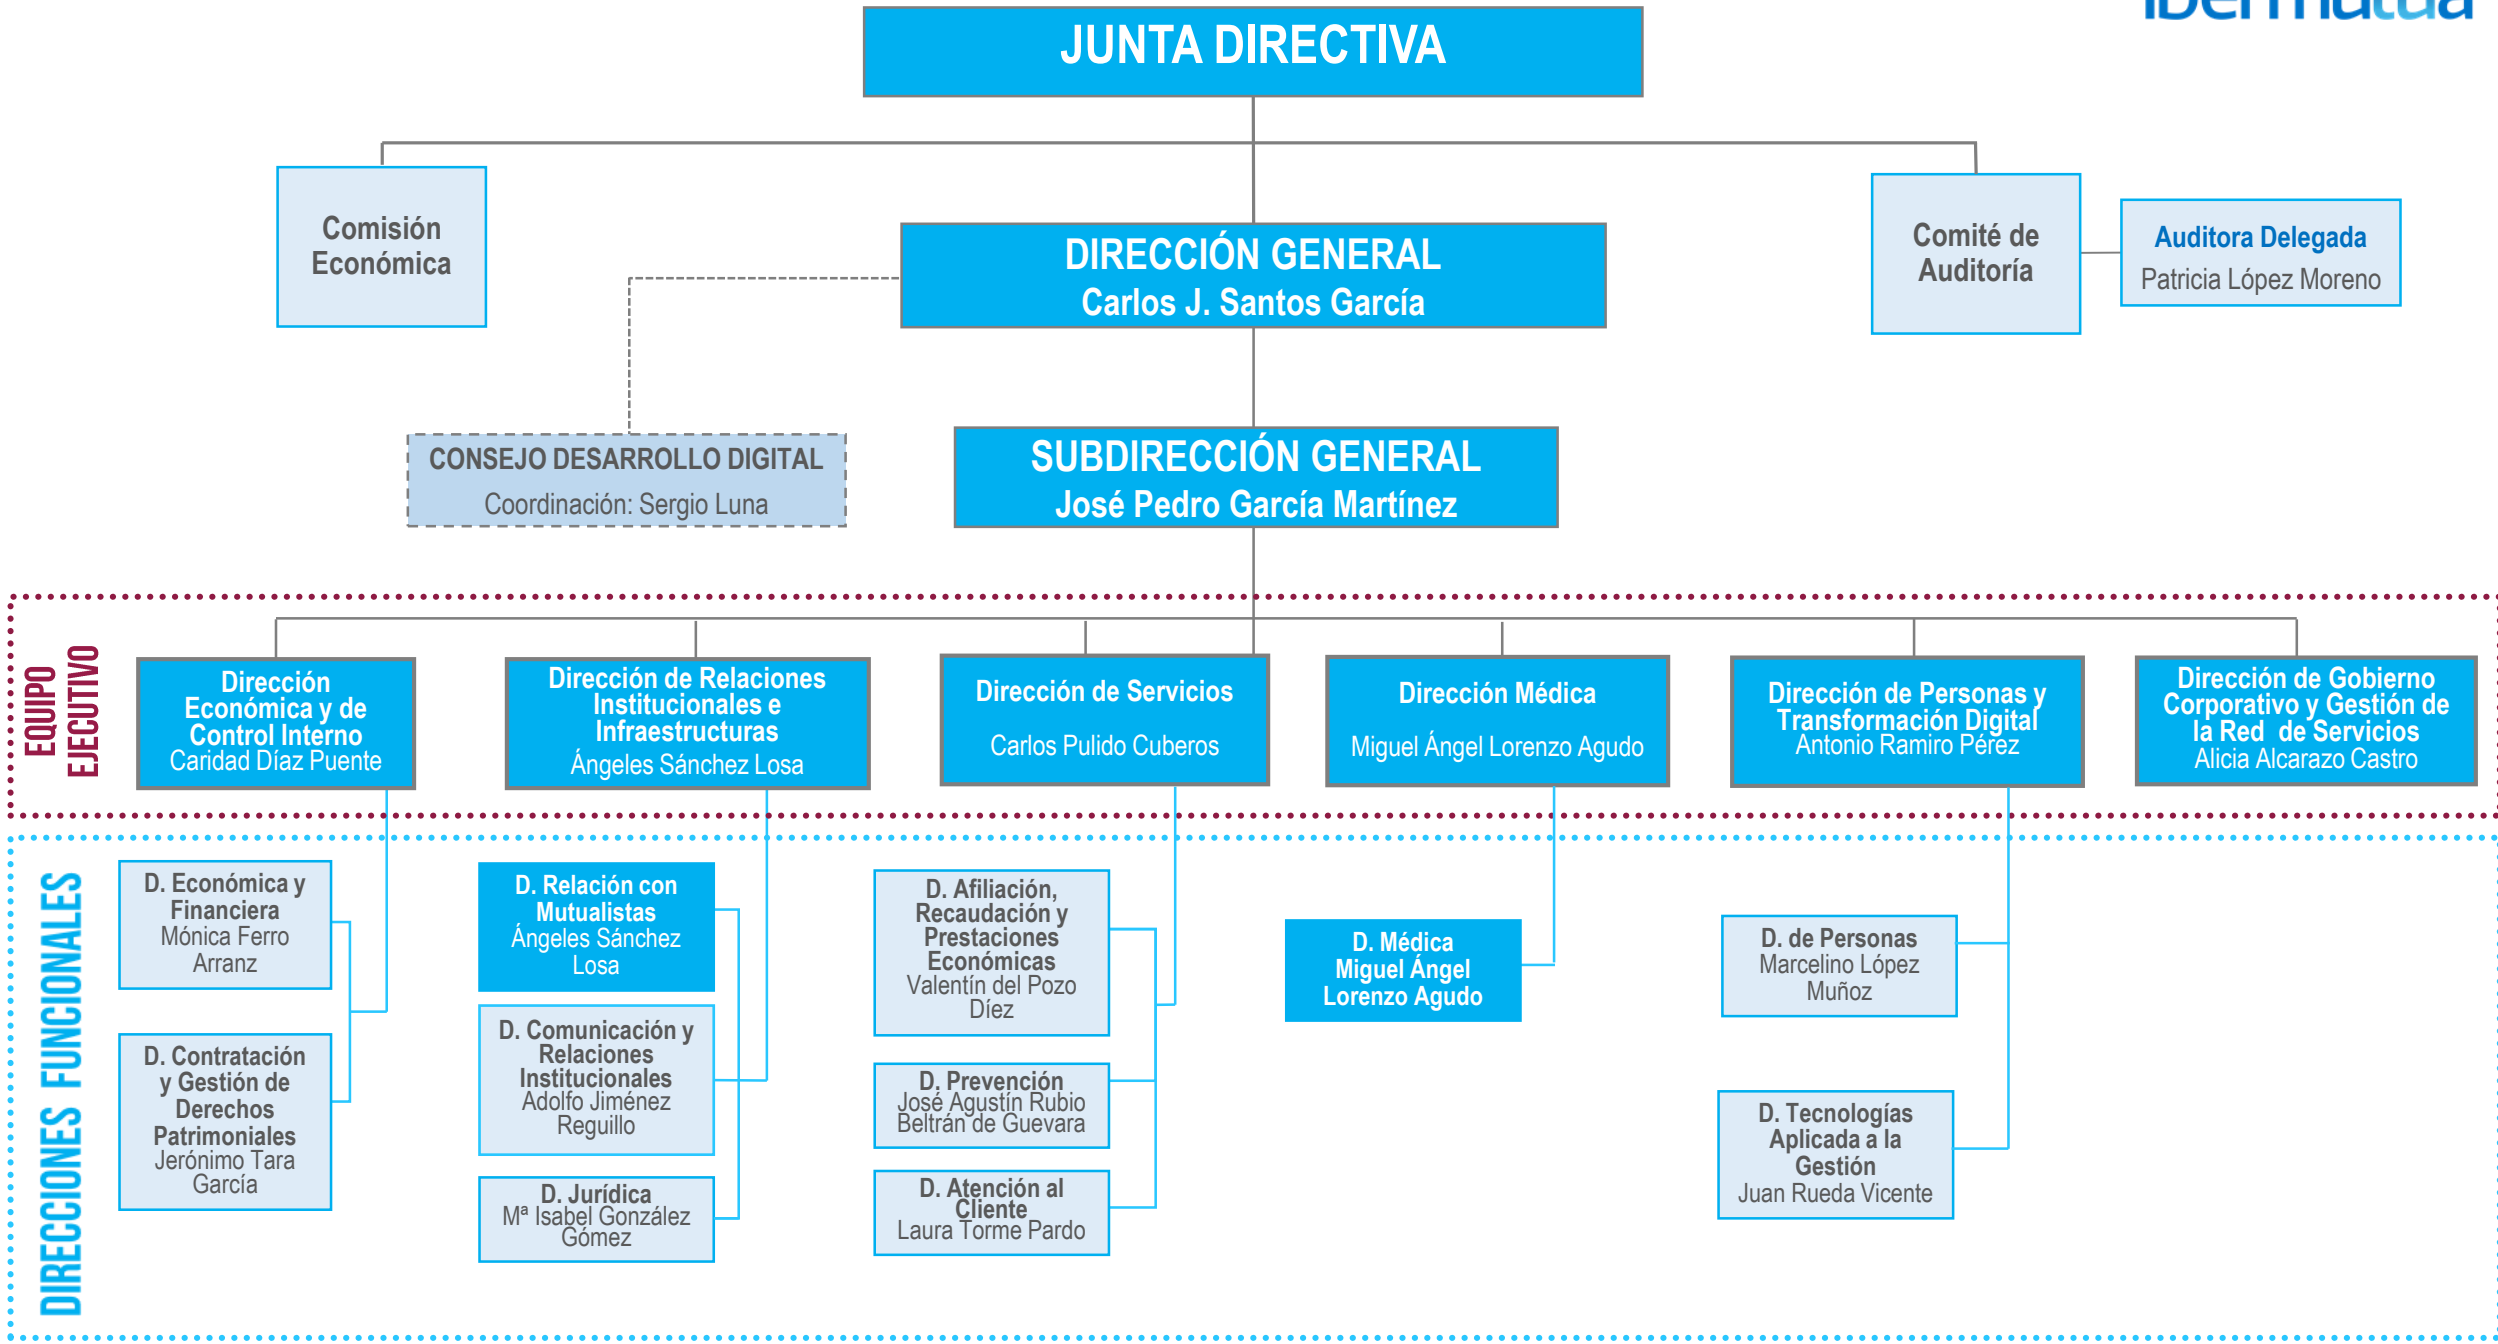 ibermutua
JUNTA DIRECTIVA
Comisión
Económica
DIRECCIÓN GENERAL
Carlos J. Santos García
Comité de
Auditoría
Auditora Delegada
Patricia López Moreno
CONSEJO DESARROLLO DIGITAL
Coordinación: Sergio Luna
SUBDIRECCIÓN GENERAL
José Pedro García Martínez
EQUIPO
EJECUTIVO
Dirección
Económica y de
Control Interno
Caridad Díaz Puente
Dirección de Relaciones
Institucionales e
Infraestructuras
Ángeles Sánchez Losa
Dirección de Servicios
Carlos Pulido Cuberos
Dirección Médica
Miguel Ángel Lorenzo Agudo
Dirección de Personas y
Transformación Digital
Antonio Ramiro Pérez
Dirección de Gobierno
Corporativo y Gestión de
la Red de Servicios
Alicia Alcarazo Castro
DIRECCIONES FUNCIONALES
D. Económica y
Financiera
Mónica Ferro
Arranz
D. Contratación
y Gestión de
Derechos
Patrimoniales
Jerónimo Tara
García
D. Relación con
Mutualistas
Ángeles Sánchez
Losa
D. Comunicación y
Relaciones
Institucionales
Adolfo Jiménez
Reguillo
D. Jurídica
Mª Isabel González
Gómez
D. Afiliación,
Recaudación y
Prestaciones
Económicas
Valentín del Pozo
Díez
D. Prevención
José Agustín Rubio
Beltrán de Guevara
D. Atención al
Cliente
Laura Torme Pardo
D. Médica
Miguel Ángel
Lorenzo Agudo
D. de Personas
Marcelino López
Muñoz
D. Tecnologías
Aplicada a la
Gestión
Juan Rueda Vicente